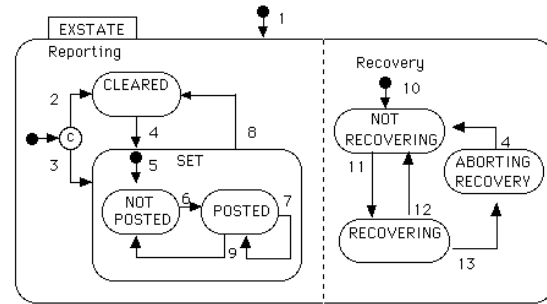 EXSTATE
1
Reporting
Recovery
CLEARED
2
10
C
NOT
RECOVERING
3
4
8
4
SET
5
11
ABORTING
RECOVERY
NOT
POSTED
6
POSTED
7
12
9
RECOVERING
13